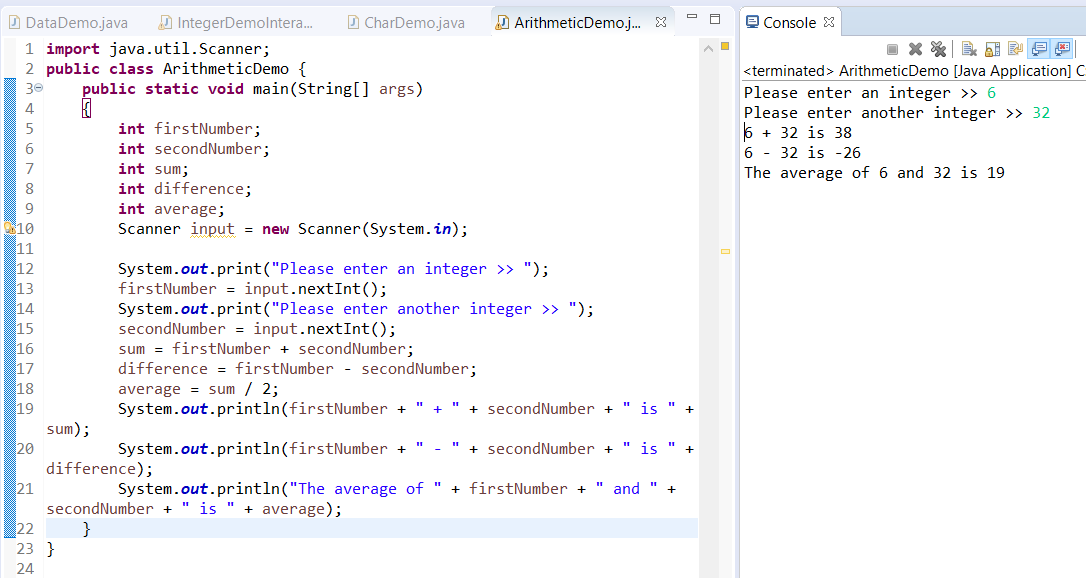 DataDemo.java IntegerDemoIntera... CharDemo.java ArithmeticDemo.j... Console
1 import java.util.Scanner;
2 public class ArithmeticDemo {
3 public static void main(String[] args)
4 {
5 int firstNumber;
6 int secondNumber;
7 int sum;
8 int difference;
9 int average;
10 Scanner input = new Scanner(System.in);
11
12 System.out.print("Please enter an integer >> ");
13 firstNumber = input.nextInt();
14 System.out.print("Please enter another integer >> ");
15 secondNumber = input.nextInt();
16 sum = firstNumber + secondNumber;
17 difference = firstNumber - secondNumber;
18 average = sum / 2;
19 System.out.println(firstNumber + " + " + secondNumber + " is " +
sum);
20 System.out.println(firstNumber + " - " + secondNumber + " is " +
difference);
21 System.out.println("The average of " + firstNumber + " and " +
secondNumber + " is " + average);
22 }
23 }
24
<terminated> ArithmeticDemo [Java Application] C
Please enter an integer >> 6
Please enter another integer >> 32
6 + 32 is 38
6 - 32 is -26
The average of 6 and 32 is 19